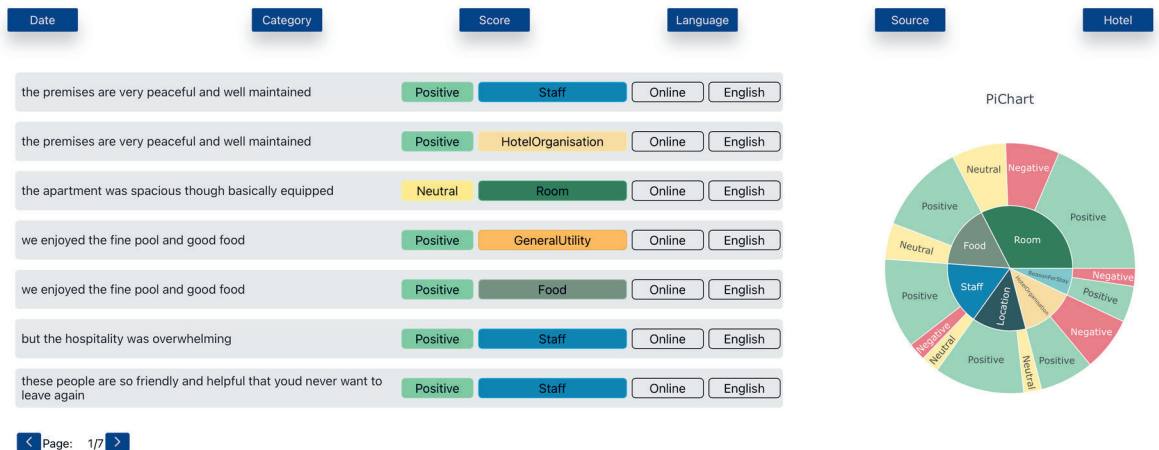 Date Category Score Language Source Hotel
the premises are very peaceful and well maintained Positive Staff Online English
the premises are very peaceful and well maintained Positive HotelOrganisation Online English
the apartment was spacious though basically equipped Neutral Room Online English
we enjoyed the fine pool and good food Positive GeneralUtility Online English
we enjoyed the fine pool and good food Positive Food Online English
but the hospitality was overwhelming Positive Staff Online English
these people are so friendly and helpful that youd never want to
leave again Positive Staff Online English
< Page: 1/7 >
PiChart
Neutral
Negative
Positive
Positive
Room
Food
Neutral
ReasonForStay
Negative
Staff
HotelOrganisation
Positive
Positive
Location
Negative
Negative
Neutral
Positive
Neutral
Positive